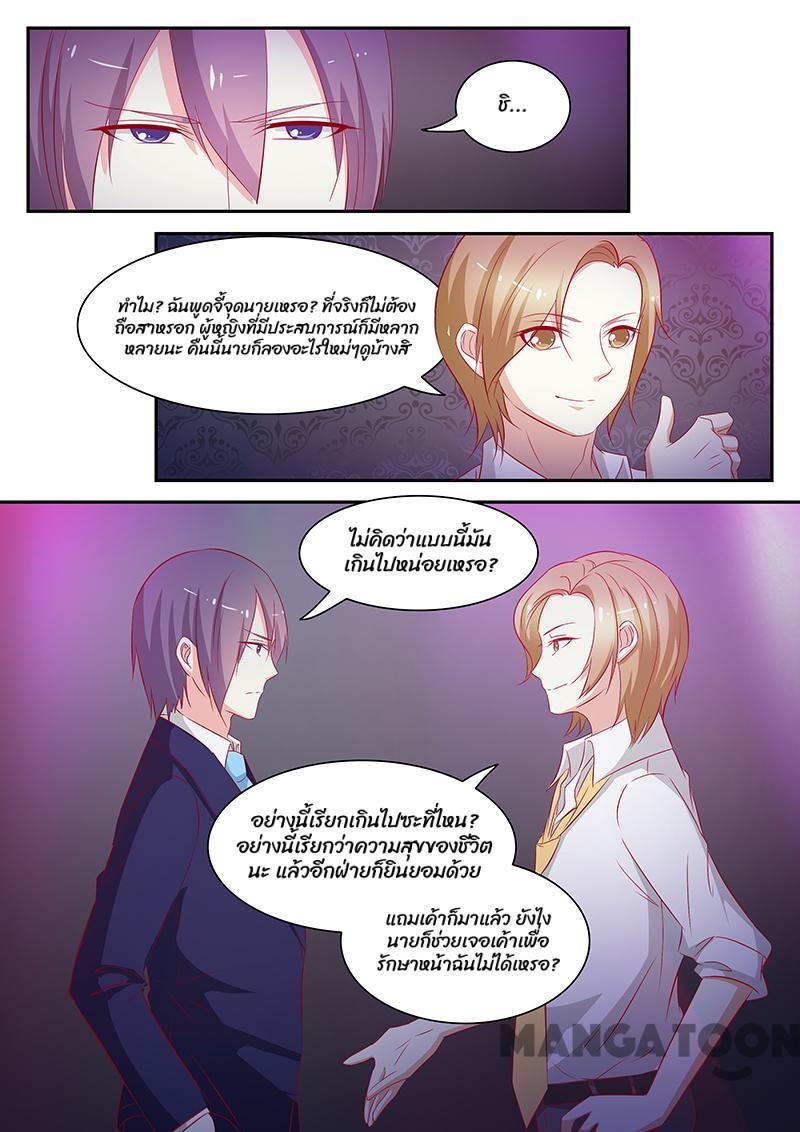 ชิ...
ทำไม? ฉันพูดจี้จุดนายเหรอ? ที่จริงก็ไม่ต้อง
ถือสาหรอก ผู้หญิงที่มีประสบการณ์ก็มีหลาก
หลายนะ คืนนี้นายก็ลองอะไรใหม่ๆดูบ้างสิ
ไม่คิดว่าแบบนี้มัน
เกินไปหน่อยเหรอ?
อย่างนี้เรียกเกินไปซะที่ไหน?
อย่างนี้เรียกว่าความสุขของชีวิต
นะ แล้วอีกฝ่ายก็ยินยอมด้วย
แถมเค้าก็มาแล้ว ยังไง
นายก็ช่วยเจอเค้าเพื่อ
รักษาหน้าฉันไม่ได้เหรอ?
MANGATOON